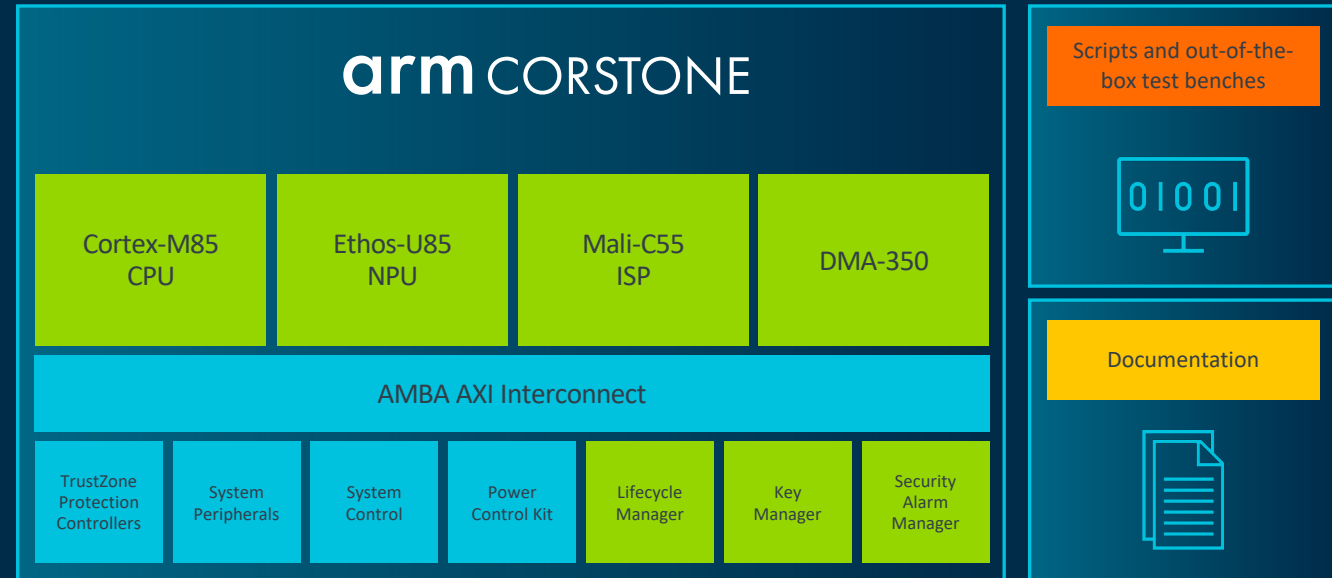 arm CORSTONE
Cortex-M85
CPU
Ethos-U85
NPU
Mali-C55
ISP
DMA-350
AMBA AXI Interconnect
TrustZone
Protection
Controllers
System
Peripherals
System
Control
Power
Control Kit
Lifecycle
Manager
Key
Manager
Security
Alarm
Manager
Scripts and out-of-the-
box test benches
01001
Documentation